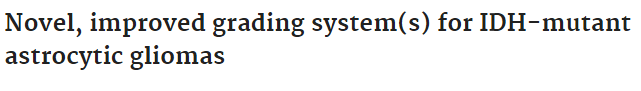 Novel, improved grading system(s) for IDH-mutant
astrocytic gliomas